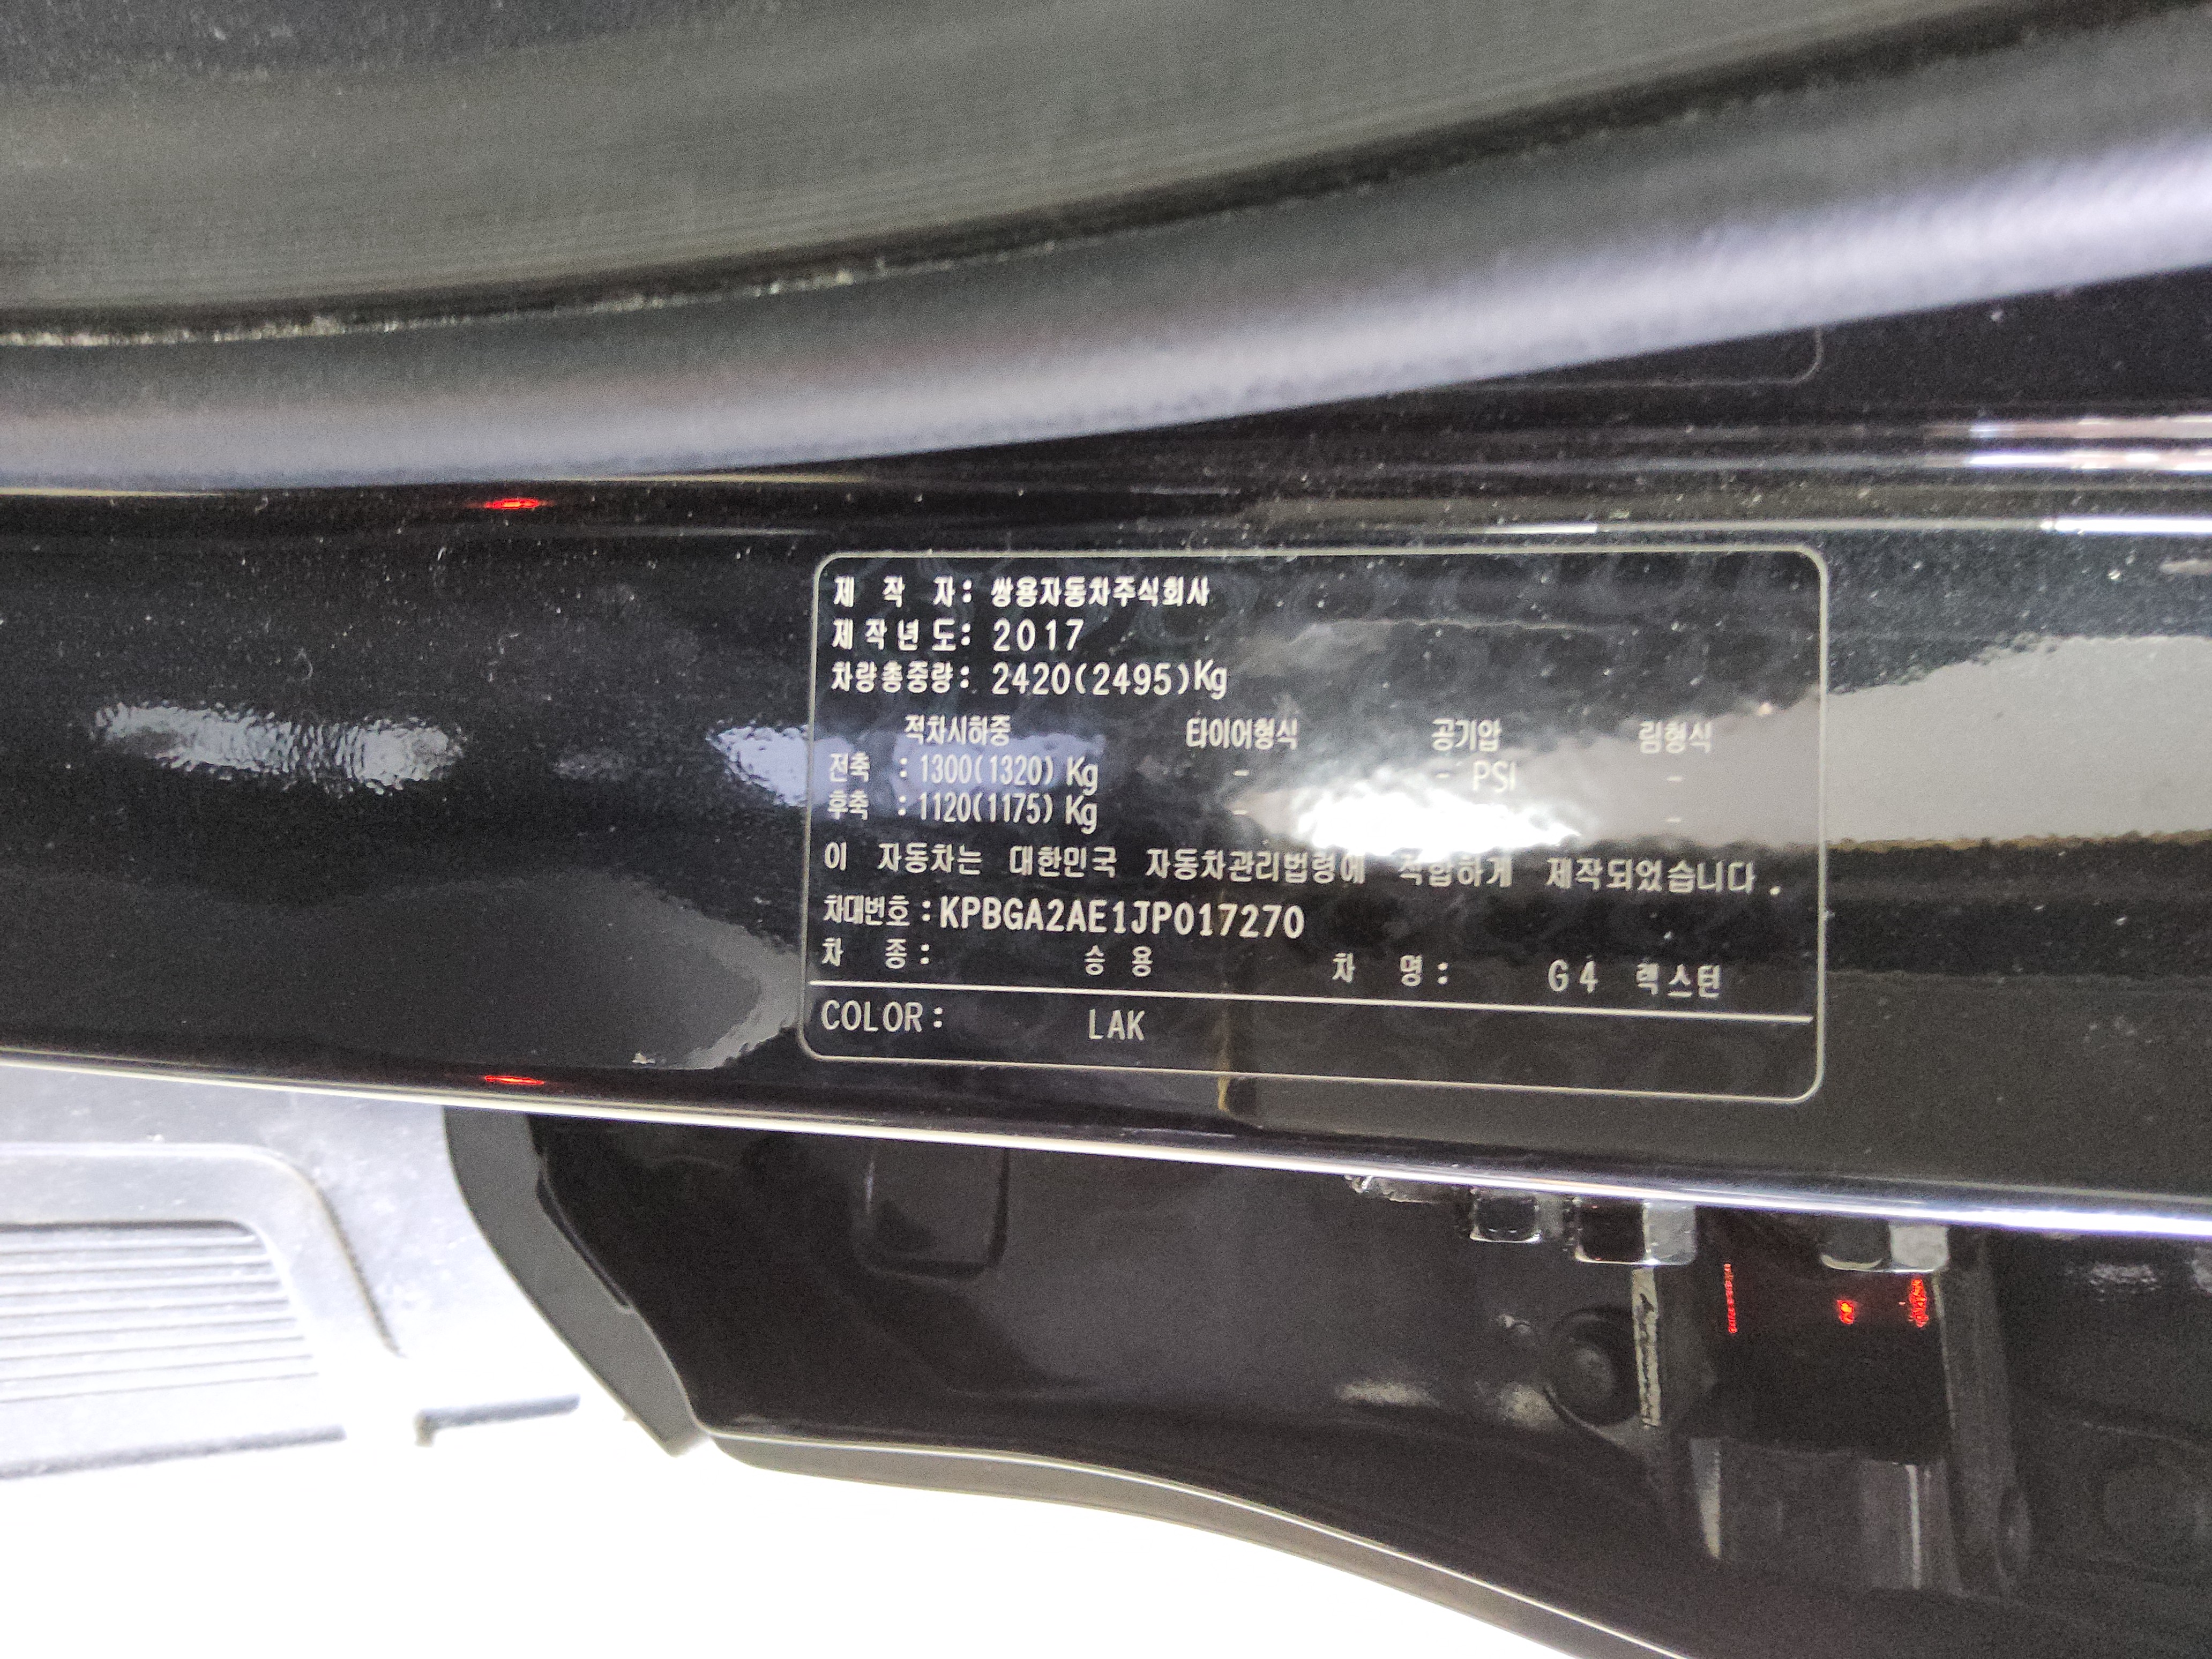 제 작 자: 쌍용자동차주식회사
제작년도: 2017
차량총중량: 2420(2495)Kg
적차시하중 타이어형식 공기압 림형식
전축 : 1300(1320) Kg - - PSI -
후축 : 1120(1175) Kg - -
이 자동차는 대한민국 자동차관리법령에 적합하게 제작되었습니다.
차대번호:KPBGA2AE1JP017270
차 종: 승 용 차 명: G4 렉스턴
COLOR: LAK